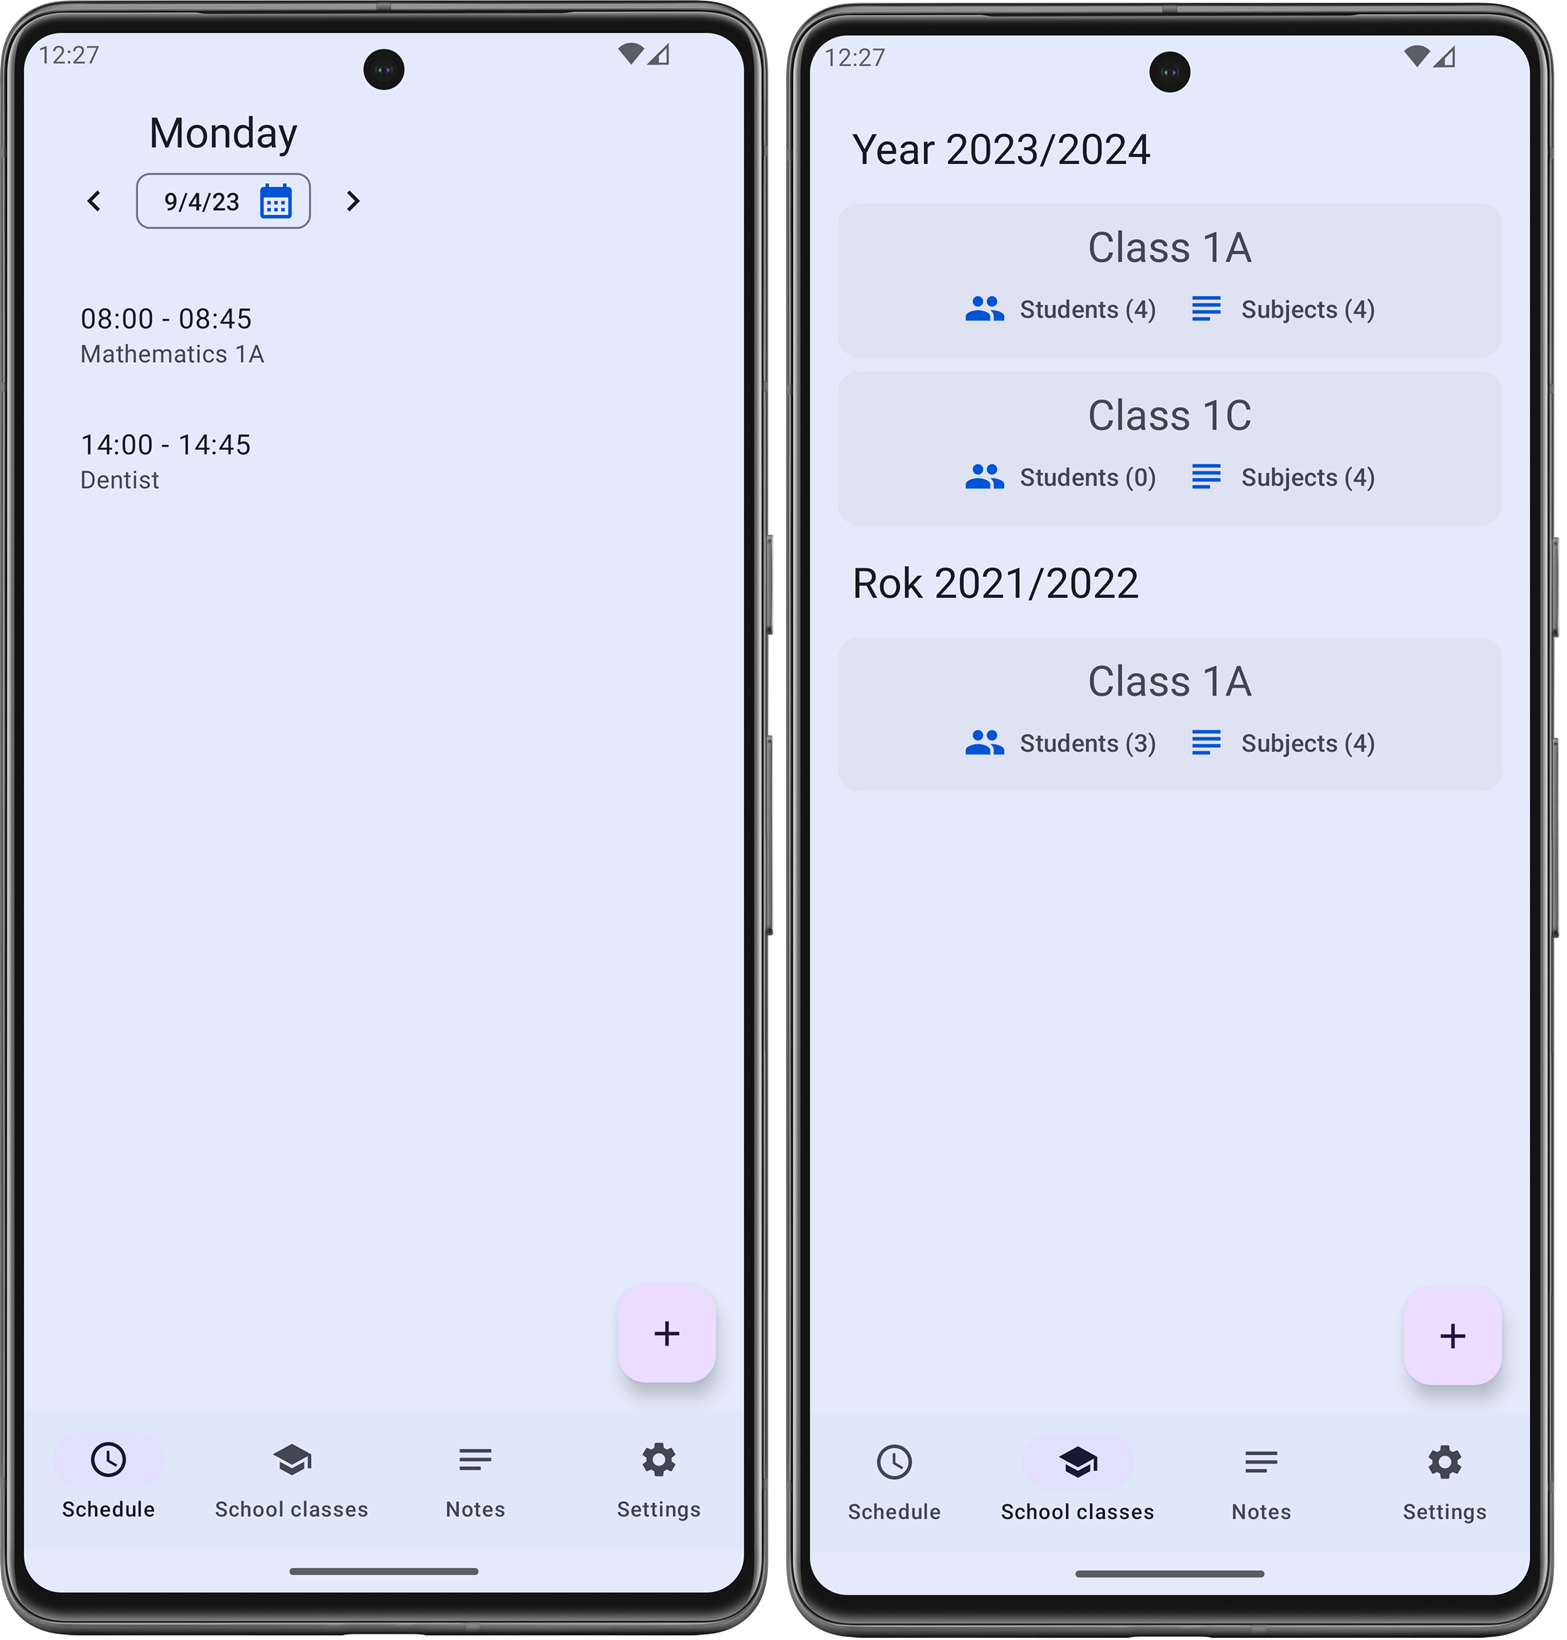 12:27
Monday
9/4/23
08:00 - 08:45
Mathematics 1A
14:00 - 14:45
Dentist
Schedule
School classes
Notes
Settings
12:27
Year 2023/2024
Class 1A
Students (4) Subjects (4)
Class 1C
Students (0) Subjects (4)
Rok 2021/2022
Class 1A
Students (3) Subjects (4)
Schedule
School classes
Notes
Settings